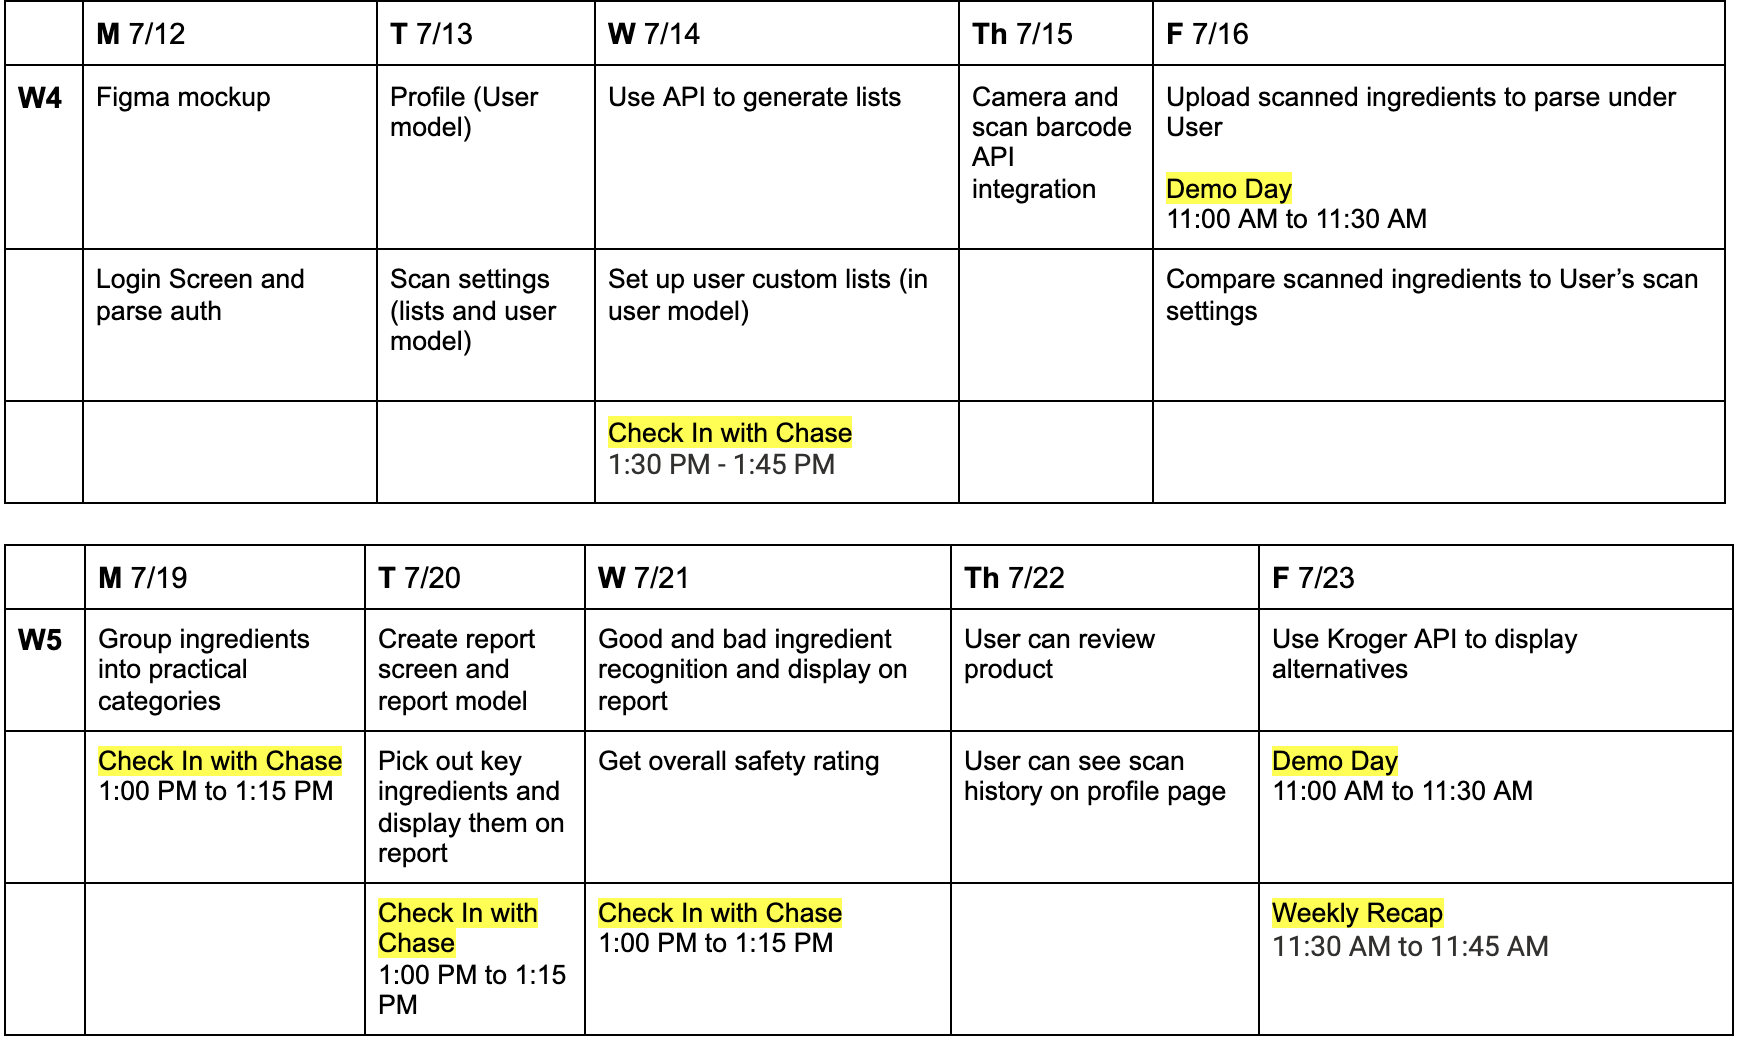 M 7/12
T 7/13
W 7/14
Th 7/15
F 7/16
W4
Figma mockup
Profile (User
model)
Use API to generate lists
Camera and
scan barcode
API
integration
Upload scanned ingredients to parse under
User
Demo Day
11:00 AM to 11:30 AM
Login Screen and
parse auth
Scan settings
(lists and user
model)
Set up user custom lists (in
user model)
Compare scanned ingredients to User’s scan
settings
Check In with Chase
1:30 PM - 1:45 PM
M 7/19
T 7/20
W 7/21
Th 7/22
F 7/23
W5
Group ingredients
into practical
categories
Create report
screen and
report model
Good and bad ingredient
recognition and display on
report
User can review
product
Use Kroger API to display
alternatives
Check In with Chase
1:00 PM to 1:15 PM
Pick out key
ingredients and
display them on
report
Get overall safety rating
User can see scan
history on profile page
Demo Day
11:00 AM to 11:30 AM
Check In with
Chase
1:00 PM to 1:15
PM
Check In with Chase
1:00 PM to 1:15 PM
Weekly Recap
11:30 AM to 11:45 AM